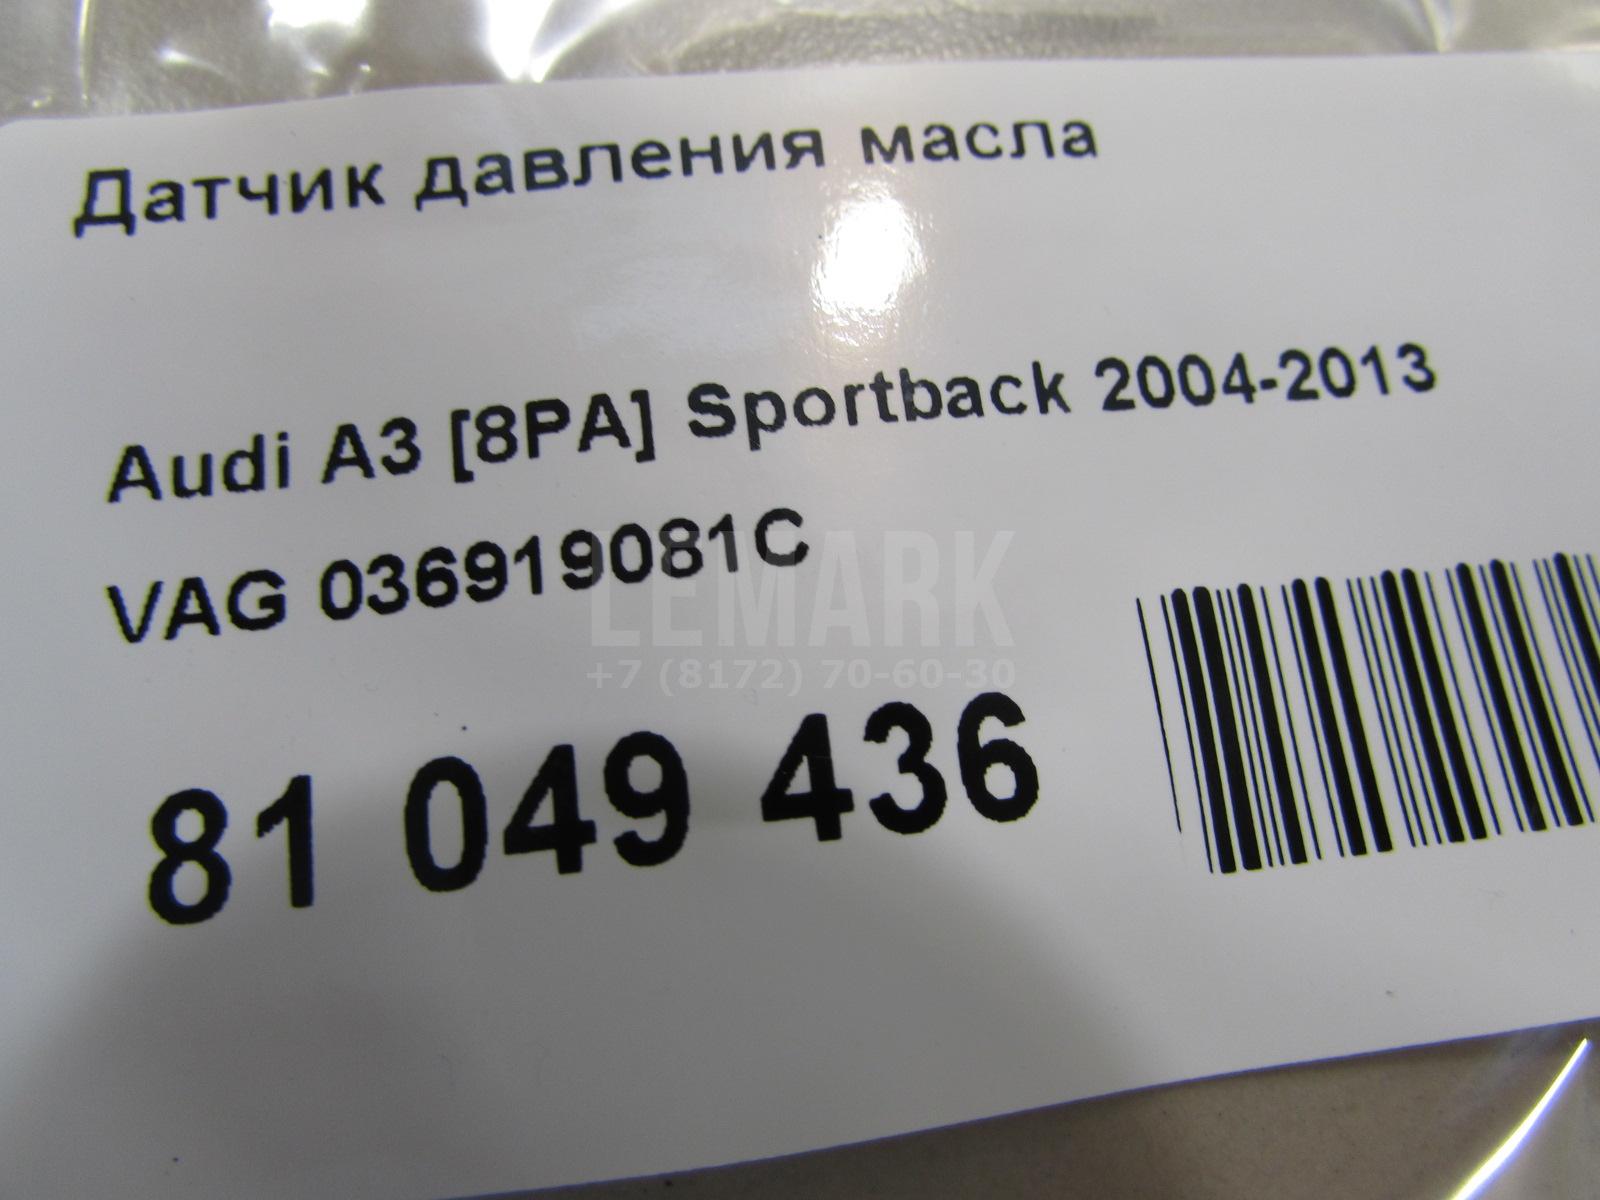 Датчик давления масла
Audi A3 [8PA] Sportback 2004-2013
VAG 036919081C
LEMARK
+7 (8172) 70-60-30
81 049 436